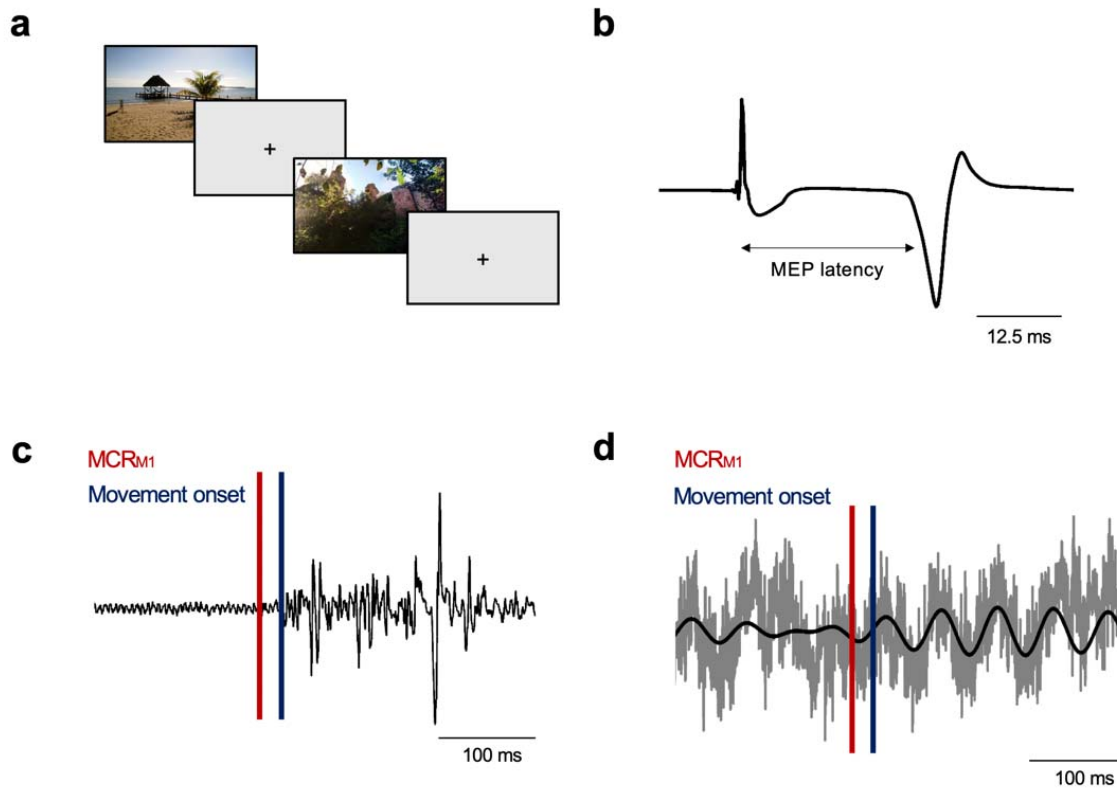 a
+
+
b
MEP latency
12.5 ms
c
MCRM1
Movement onset
100 ms
d
MCRM1
Movement onset
100 ms